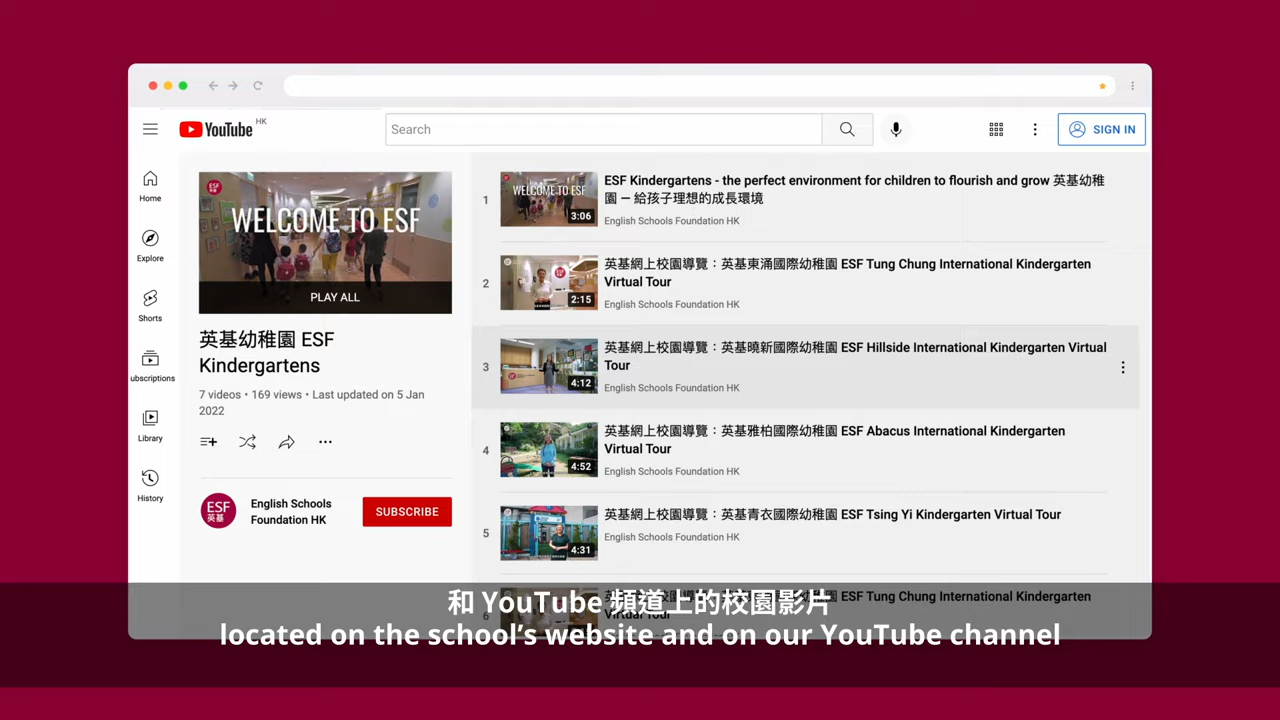 YouTube HK
Search
SIGN IN
Home
Explore
Shorts
ubscriptions
Library
History
ESF
英基
WELCOME TO ESF
PLAY ALL
英基幼稚園 ESF
Kindergartens
7 videos • 169 views • Last updated on 5 Jan
2022
ESF
英基
English Schools
Foundation HK
SUBSCRIBE
1
WELCOME TO ESF
3:06
ESF Kindergartens - the perfect environment for children to flourish and grow 英基幼稚
園 — 給孩子理想的成長環境
English Schools Foundation HK
2
2:15
英基網上校園導覽：英基東涌國際幼稚園 ESF Tung Chung International Kindergarten
Virtual Tour
English Schools Foundation HK
3
4:12
英基網上校園導覽：英基曉新國際幼稚園 ESF Hillside International Kindergarten Virtual
Tour
English Schools Foundation HK
4
4:52
英基網上校園導覽：英基雅柏國際幼稚園 ESF Abacus International Kindergarten
Virtual Tour
English Schools Foundation HK
5
4:31
英基網上校園導覽：英基青衣國際幼稚園 ESF Tsing Yi Kindergarten Virtual Tour
English Schools Foundation HK
6
ESF Tung Chung International Kindergarten
Virtual Tour
和 YouTube 頻道上的校園影片
located on the school’s website and on our YouTube channel